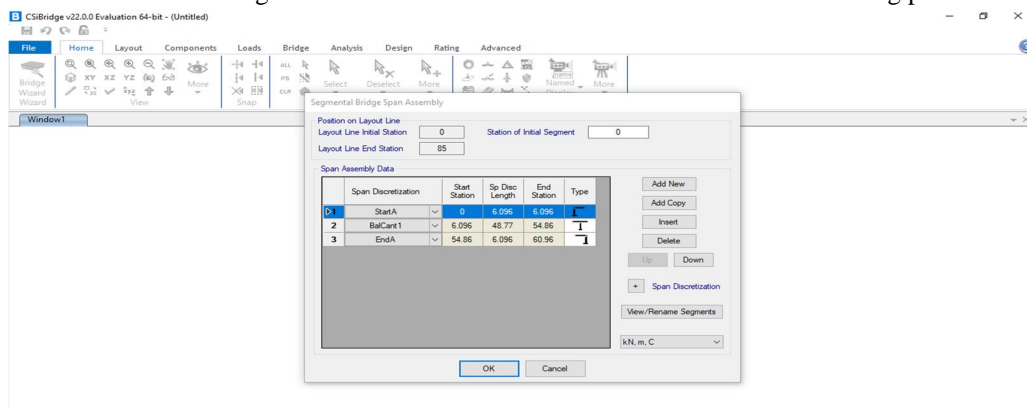 CSiBridge v22.0.0 Evaluation 64-bit - (Untitled)
File Home Layout Components Loads Bridge Analysis Design Rating Advanced
XY XZ YZ
ALL
PS
CLR
Bridge Wizard
More
Select
Deselect
More
Named
More
Wizard
View
Snap
Window1
Segmental Bridge Span Assembly
Position on Layout Line
Layout Line Initial Station 0 Station of Initial Segment 0
Layout Line End Station 85
Span Assembly Data
Span Discretization Start Station Sp Disc Length End Station Type
StartA 0 6.096 6.096
2 BalCant1 6.096 48.77 54.86
3 EndA 54.86 6.096 60.96
Add New
Add Copy
Insert
Delete
Up Down
+ Span Discretization
View/Rename Segments
kN, m, C
OK Cancel